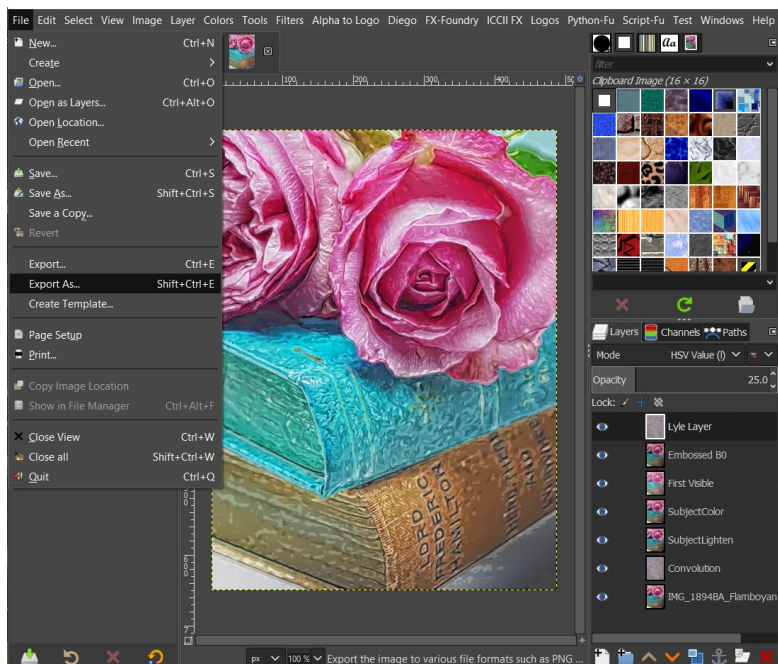 File Edit Select View Image Layer Colors Tools Filters Alpha to Logo Diego FX-Foundry ICCII FX Logos Python-Fu Script-Fu Test Windows Help
New... Ctrl+N
Create >
Open... Ctrl+O
Open as Layers... Ctrl+Alt+O
Open Location...
Open Recent >
Save... Ctrl+S
Save As... Shift+Ctrl+S
Save a Copy...
Revert
Export... Ctrl+E
Export As... Shift+Ctrl+E
Create Template...
Page Setup
Print...
Copy Image Location
Show in File Manager Ctrl+Alt+F
Close View Ctrl+W
Close all Shift+Ctrl+W
Quit Ctrl+Q
100 200 300 400
600
LORD
FREDERIC
HAMILTON
AND
px 100 % Export the image to various file formats such as PNG ...
aa
filter
Clipboard Image (16 × 16)
Layers Channels Paths
Mode HSV Value (l)
Opacity 25.0
Lock:
Lyle Layer
Embossed B0
First Visible
SubjectColor
SubjectLighten
Convolution
IMG_1894BA_Flamboyan